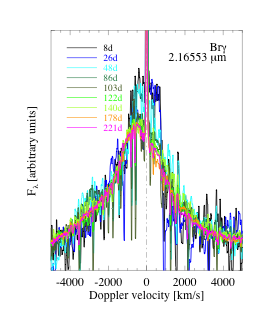 8d
26d
48d
86d
103d
122d
140d
178d
221d
Brγ
2.16553 µm
Fλ [arbitrary units]
-4000 -2000 0 2000 4000
Doppler velocity [km/s]